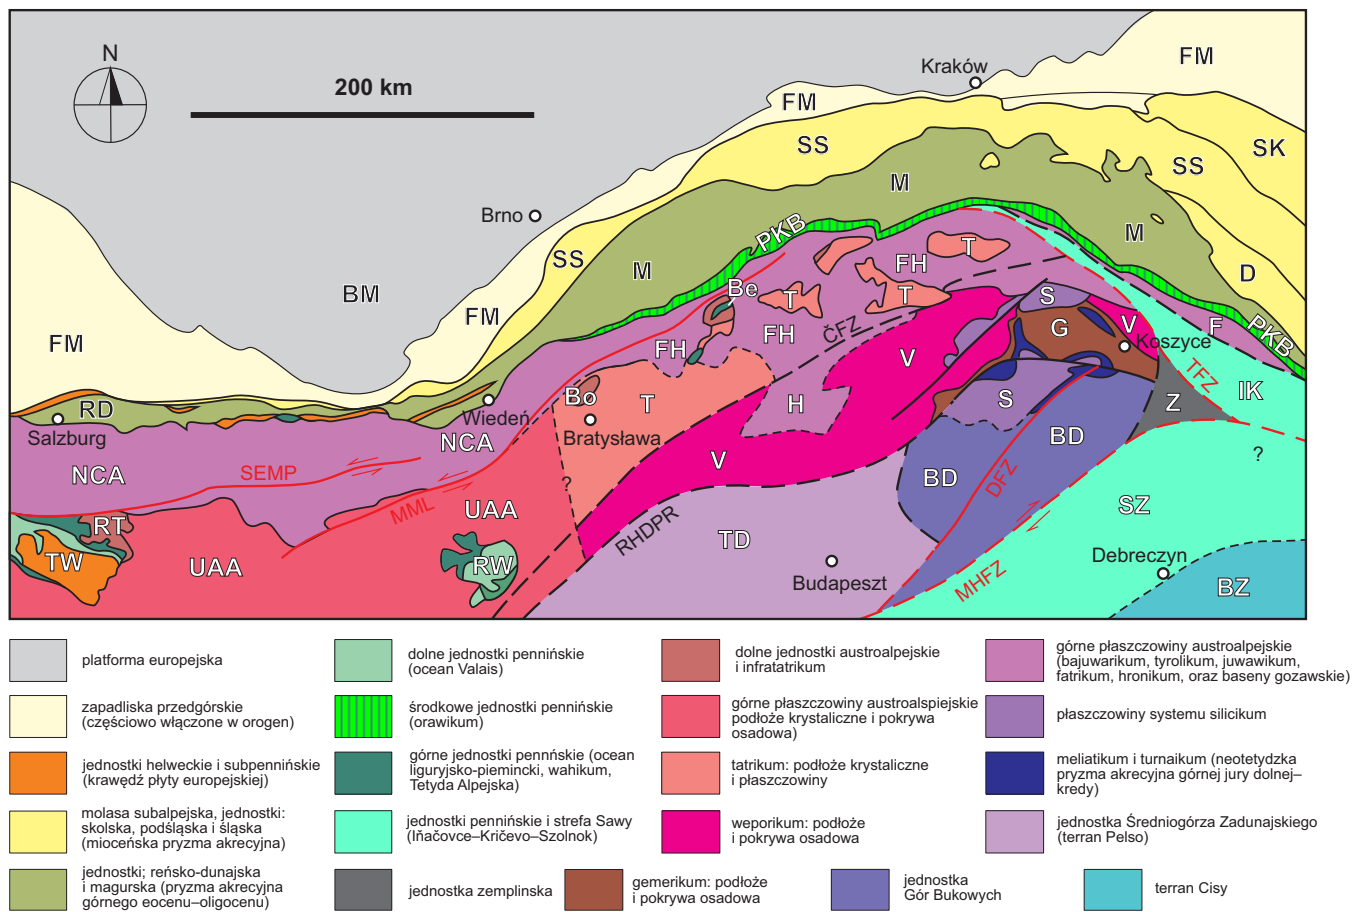 N
200 km
Kraków
FM
FM
SS
SK
SS
M
Brno
PKB
M
SS
M
T
FH
D
BM
Be
T
T
S
FM
FH
ČFZ
G
V
F
PKB
FM
FH
V
Koszyce
TFZ
IK
RD
Wiedeń
Bo
T
H
S
Z
Salzburg
NCA
Bratysława
BD
NCA
SEMP
V
?
BD
DFZ
?
MML
UAA
RHDPR
SZ
RT
TD
TW
UAA
RW
Budapeszt
MHFZ
Debreczyn
BZ
platforma europejska
zapadliska przedgórskie
(częściowo włączone w orogen)
jednostki helweckie i subpennińskie
(krawędź płyty europejskiej)
molasa subalpejska, jednostki:
skolska, podśląska i śląska
(mioceńska pryzma akrecyjna)
jednostki; reńsko-dunajska
i magurska (pryzma akrecyjna
górnego eocenu–oligocenu)
dolne jednostki pennińskie
(ocean Valais)
środkowe jednostki pennińskie
(orawikum)
górne jednostki pennńskie (ocean
liguryjsko-piemincki, wahikum,
Tetyda Alpejska)
jednostki pennińskie i strefa Sawy
(Iňačovce–Kričevo–Szolnok)
jednostka zemplinska
dolne jednostki austroalpejskie
i infratatrikum
górne płaszczowiny austroalspiejskie
podłoże krystaliczne i pokrywa
osadowa)
tatrikum: podłoże krystaliczne
i płaszczowiny
weporikum: podłoże
i pokrywa osadowa
gemerikum: podłoże
i pokrywa osadowa
górne płaszczowiny austroalpejskie
(bajuwarikum, tyrolikum, juwawikum,
fatrikum, hronikum, oraz baseny gozawskie)
płaszczowiny systemu silicikum
meliatikum i turnaikum (neotetydzka
pryzma akrecyjna górnej jury dolnej–
kredy)
jednostka Średniogórza Zadunajskiego
(terran Pelso)
jednostka
Gór Bukowych
terran Cisy